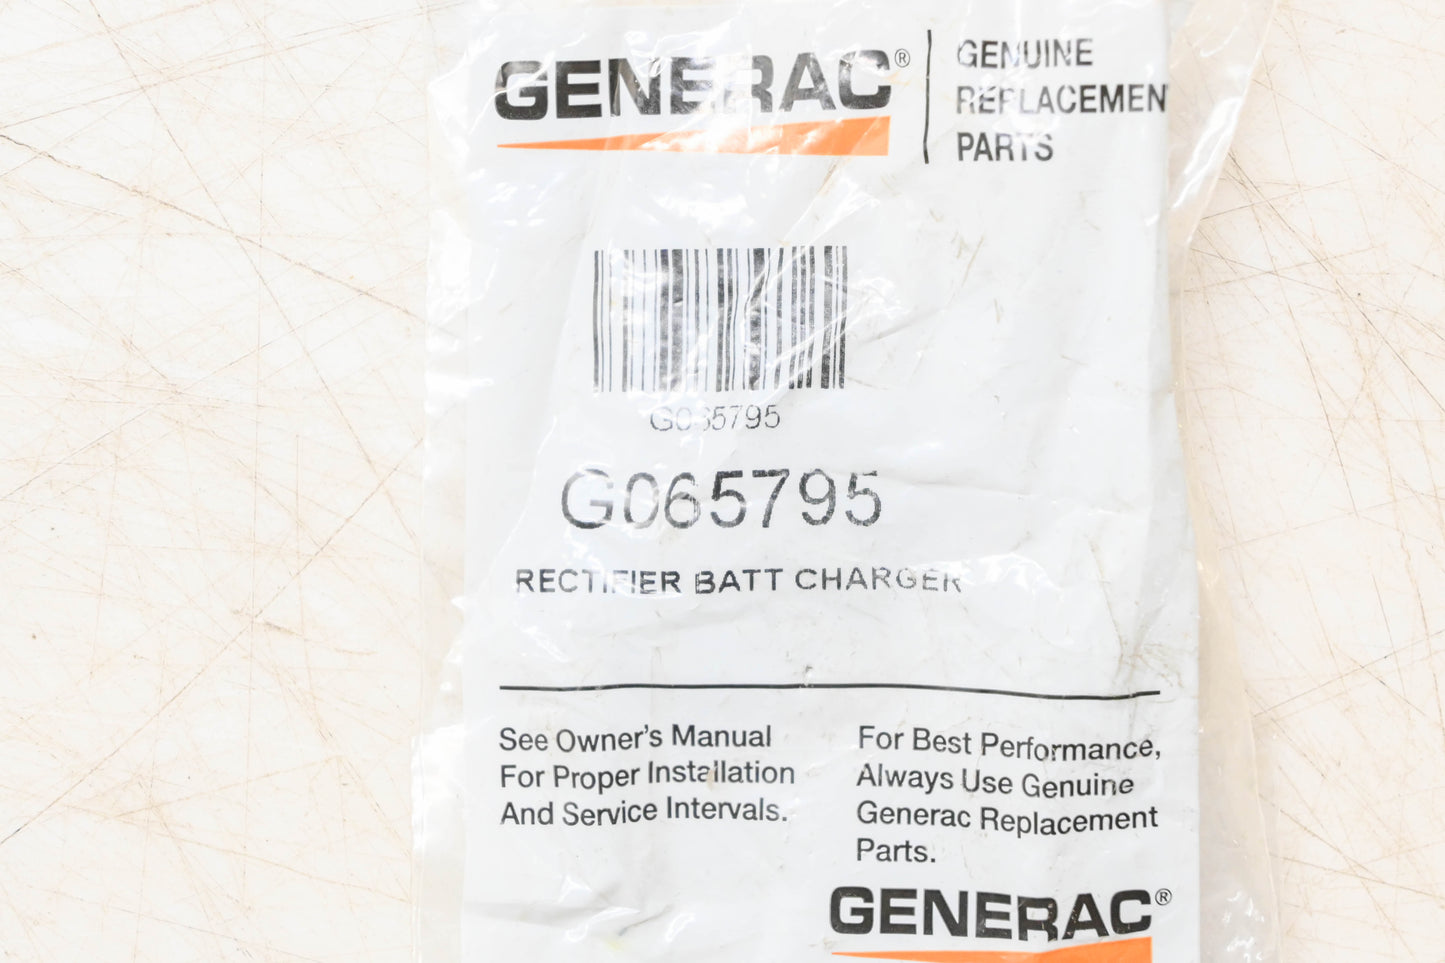 GENERAC®
GENUINE
REPLACEMEN
PARTS
G065795
G065795
RECTIFIER BATT CHARGER
See Owner's Manual
For Proper Installation
And Service Intervals.
For Best Performance,
Always Use Genuine
Generac Replacement
Parts.
GENERAC®